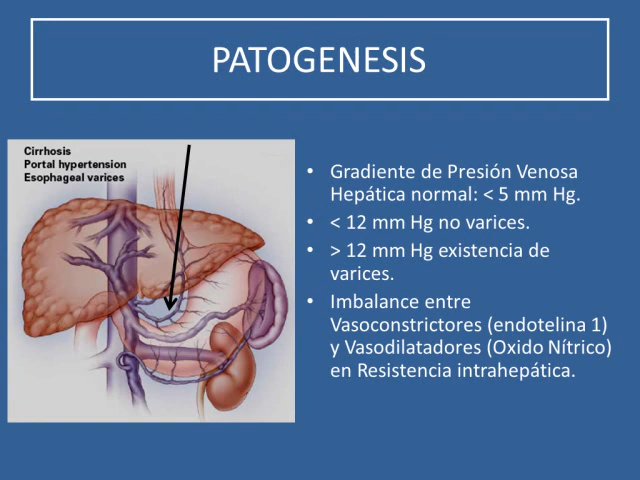 PATOGENESIS
Cirrhosis
Portal hypertension
Esophageal varices
• Gradiente de Presión Venosa
Hepática normal: < 5 mm Hg.
• < 12 mm Hg no varices.
• > 12 mm Hg existencia de
varices.
• Imbalance entre
Vasoconstrictores (endotelina 1)
y Vasodilatadores (Oxido Nítrico)
en Resistencia intrahepática.